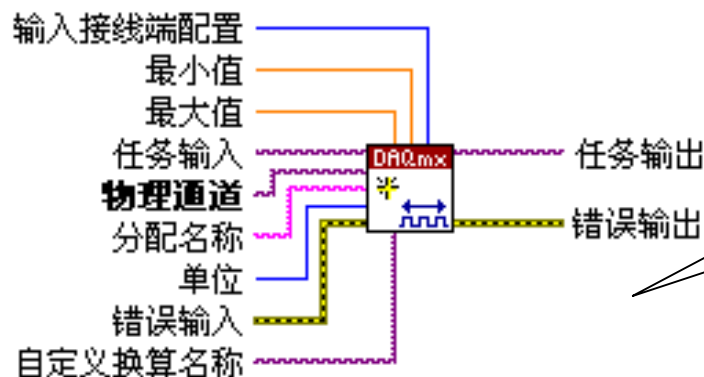 输入接线端配置
最小值
最大值
任务输入
DAQmx
任务输出
物理通道
分配名称
错误输出
单位
错误输入
自定义换算名称